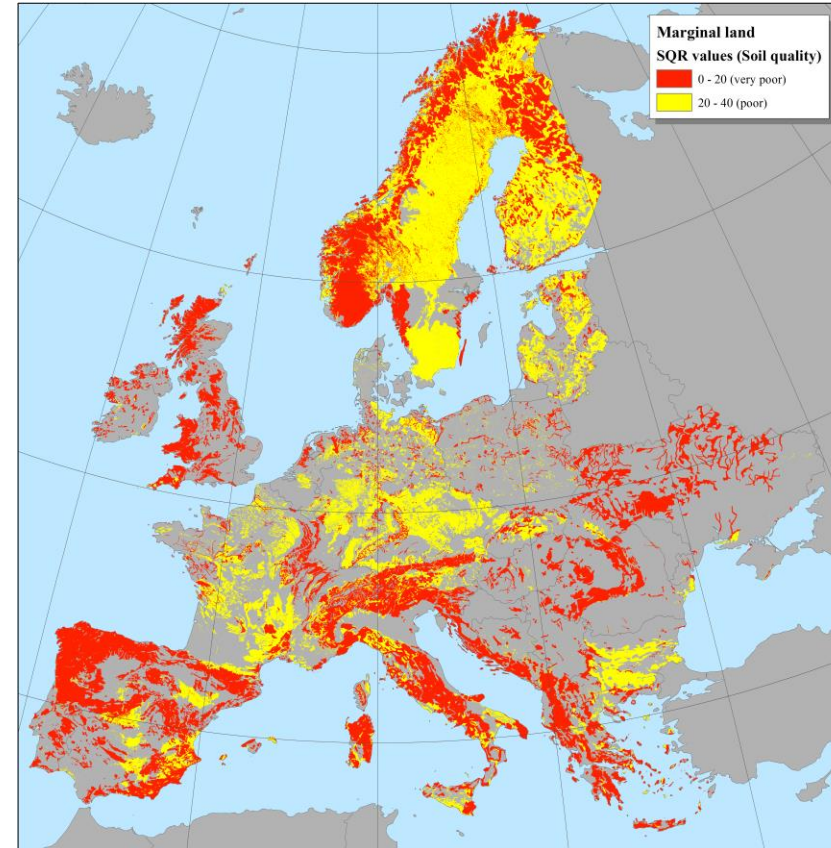 Marginal land
SQR values (Soil quality)
0 - 20 (very poor)
20 - 40 (poor)